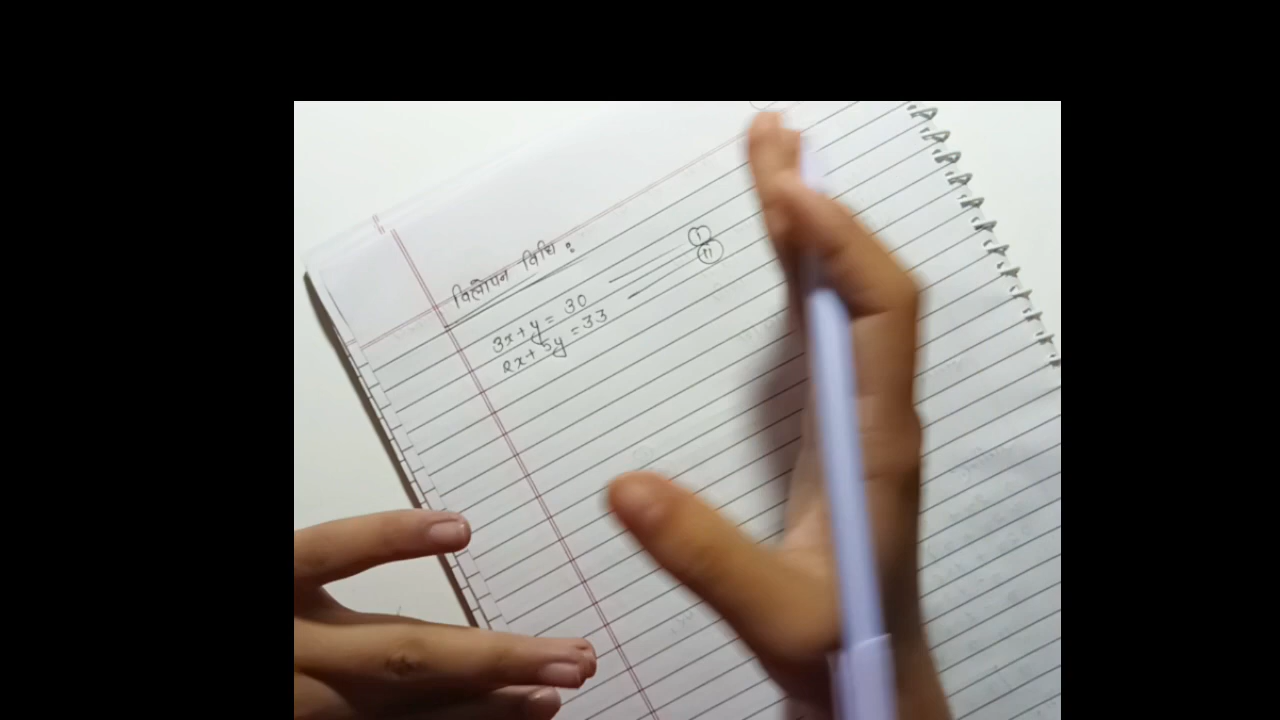 विलोपन विधि :
3x + y = 30 ——— (i)
2x + 5y = 33 ——— (ii)